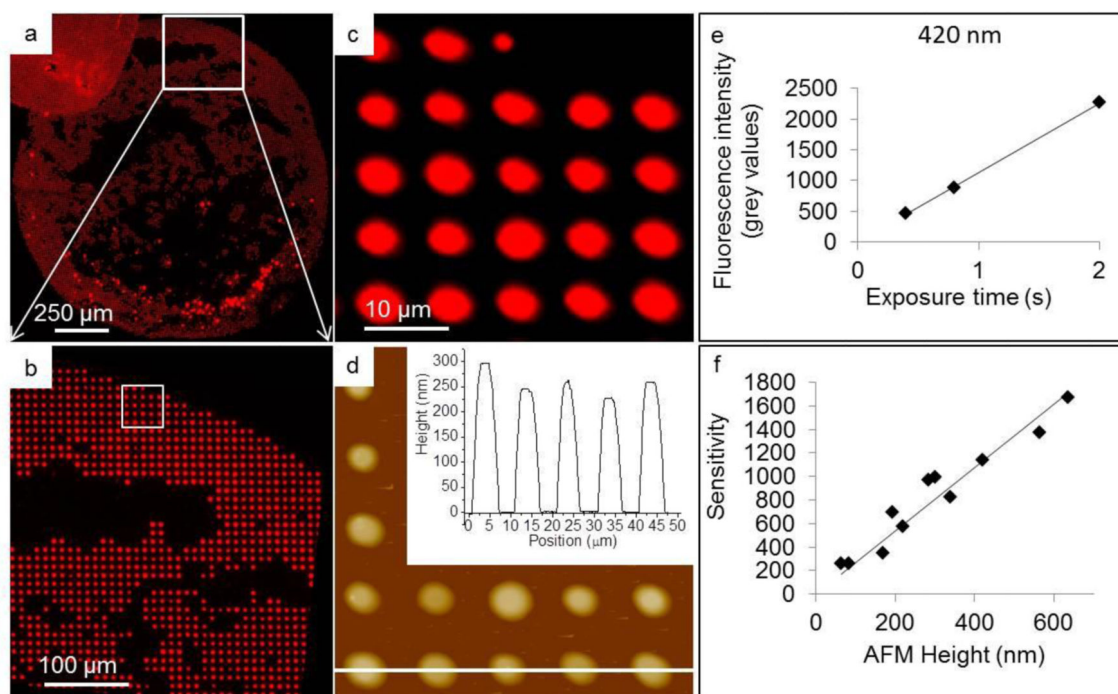 a
250 µm
b
100 µm
c
10 µm
d
Height (nm)
300
250
200
150
100
50
0
0 5 10 15 20 25 30 35 40 45 50
Position (µm)
e
420 nm
Fluorescence intensity
(grey values)
2500
2000
1500
1000
500
0
0 1 2
Exposure time (s)
f
Sensitivity
1800
1600
1400
1200
1000
800
600
400
200
0
0 200 400 600
AFM Height (nm)